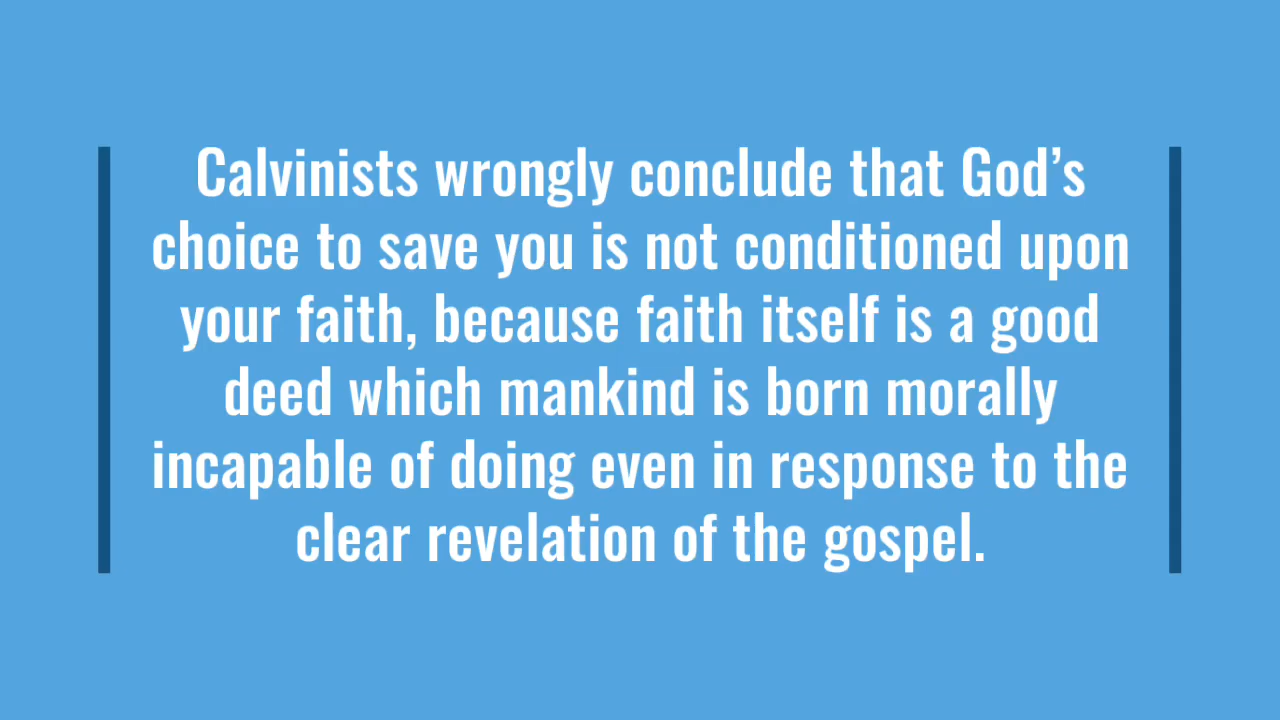 Calvinists wrongly conclude that God’s
choice to save you is not conditioned upon
your faith, because faith itself is a good
deed which mankind is born morally
incapable of doing even in response to the
clear revelation of the gospel.